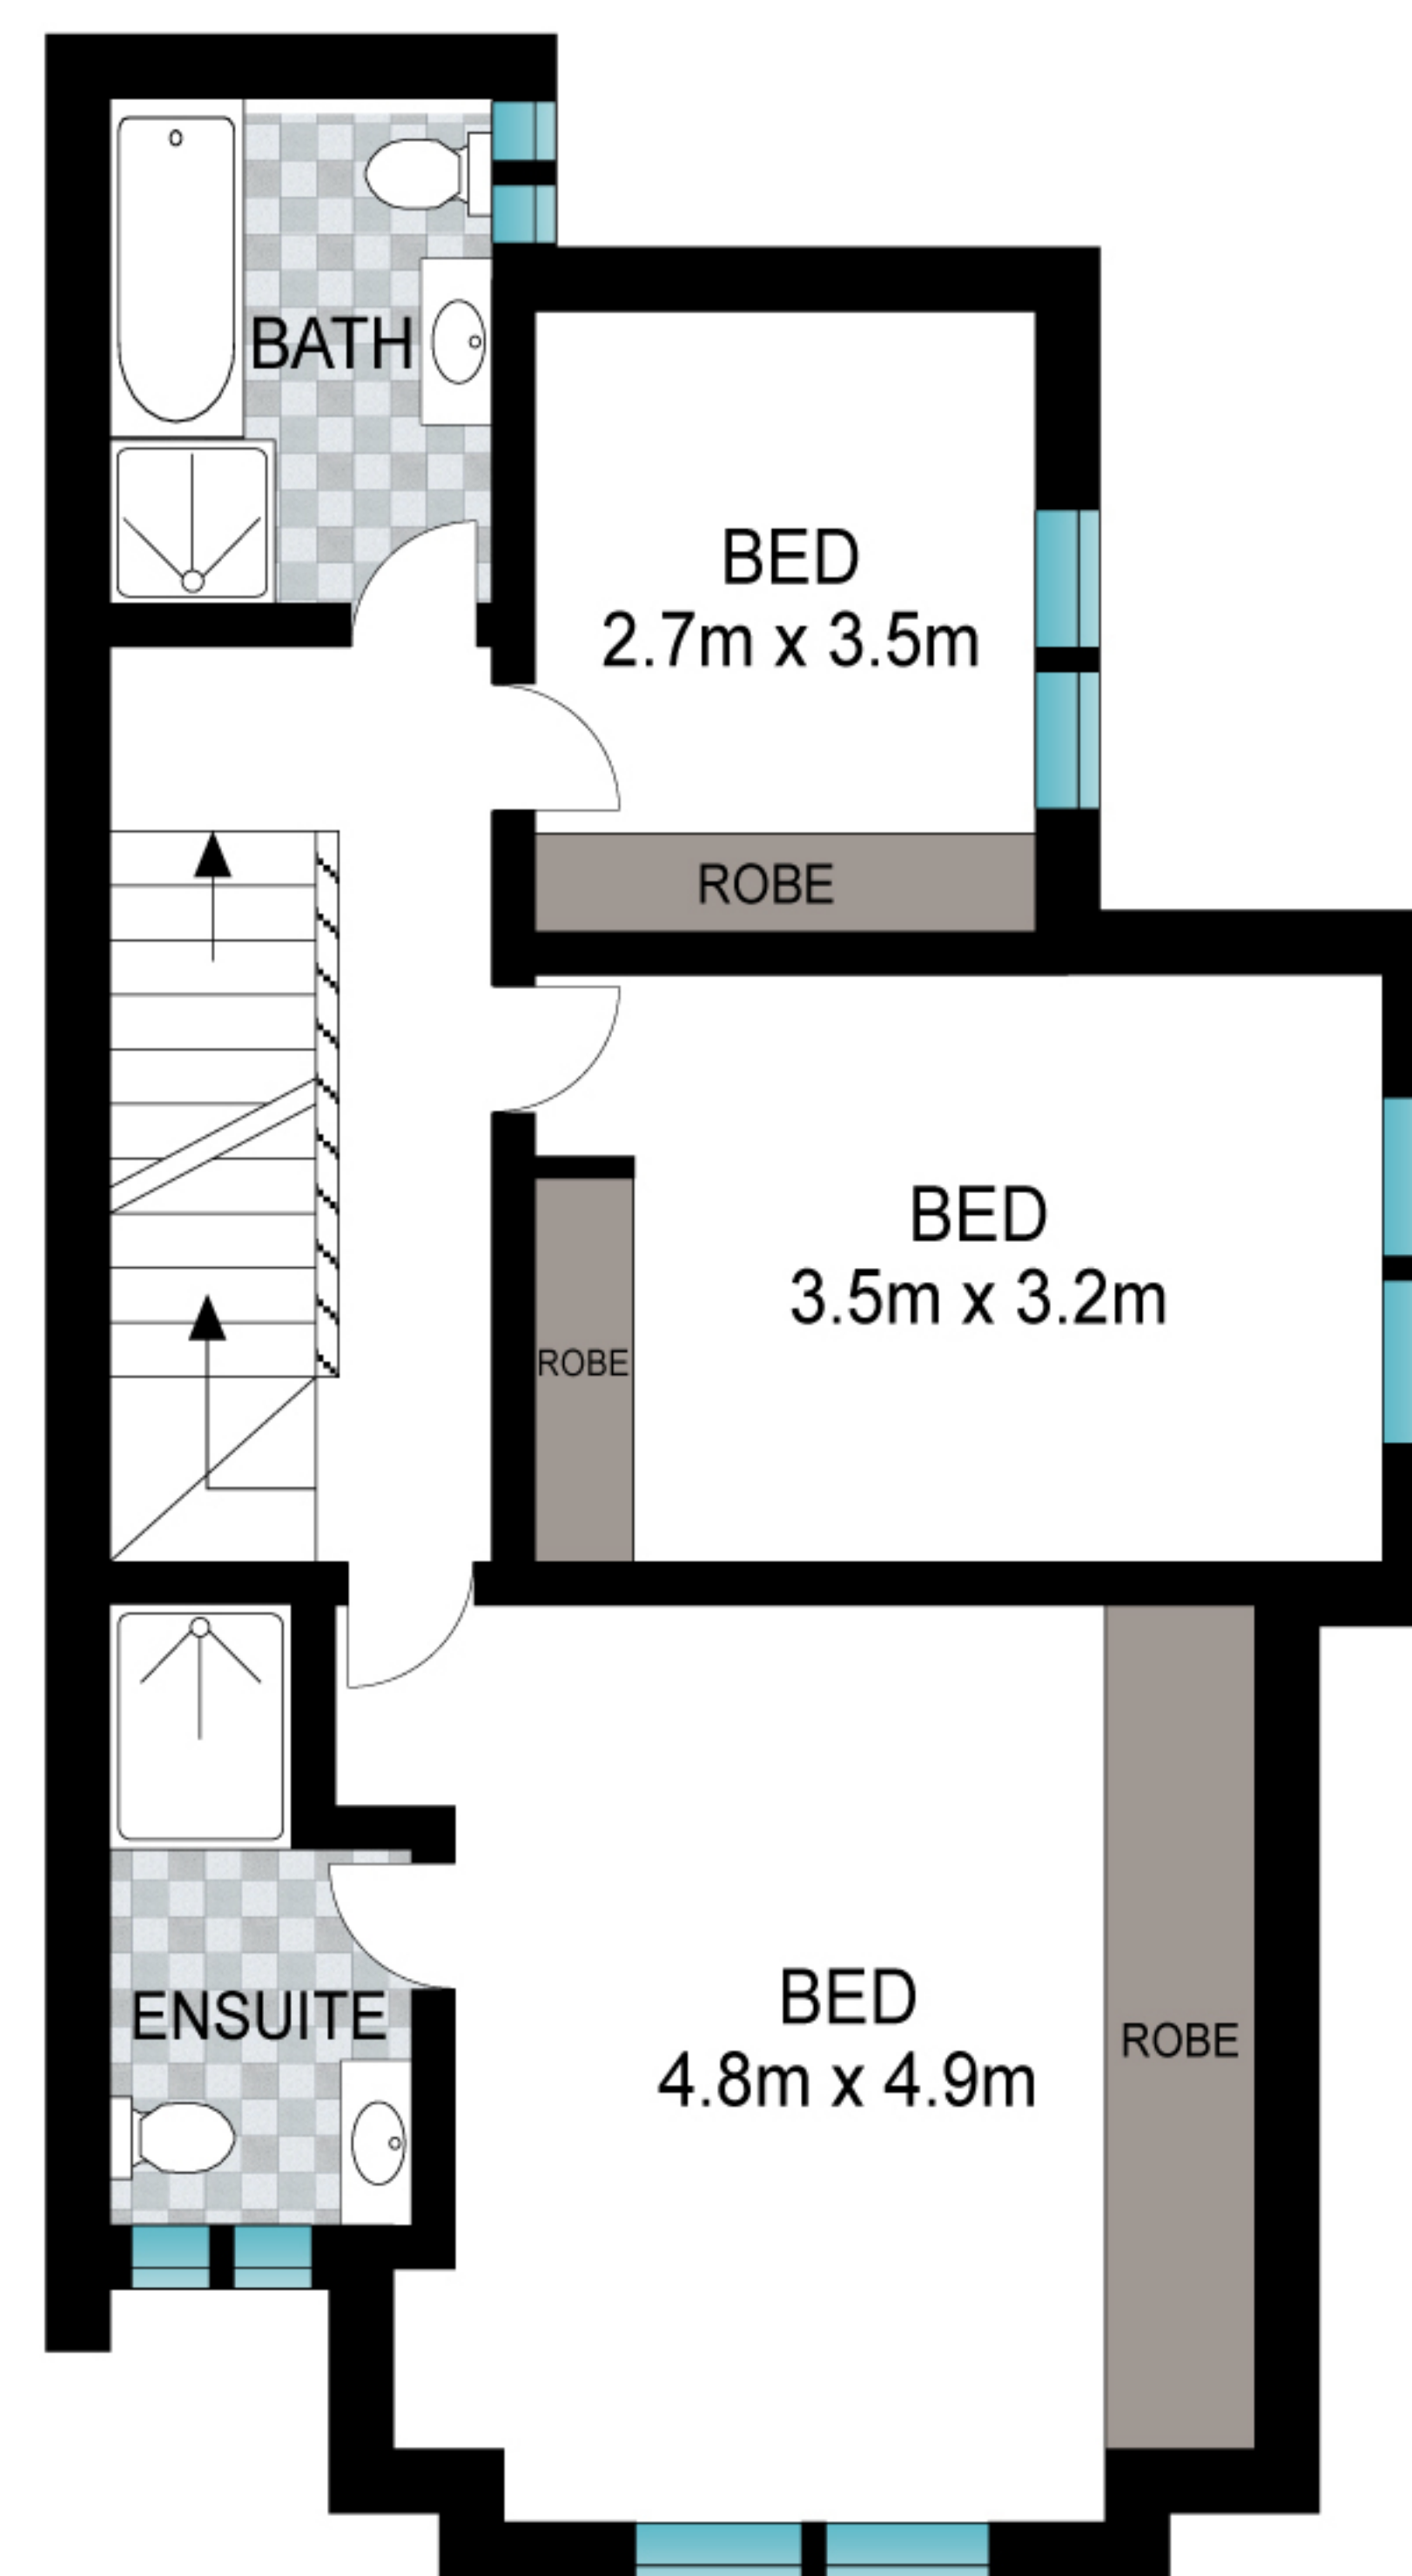 BATH
BED
2.7m x 3.5m
ROBE
BED
3.5m x 3.2m
ROBE
ENSUITE
BED
4.8m x 4.9m
ROBE